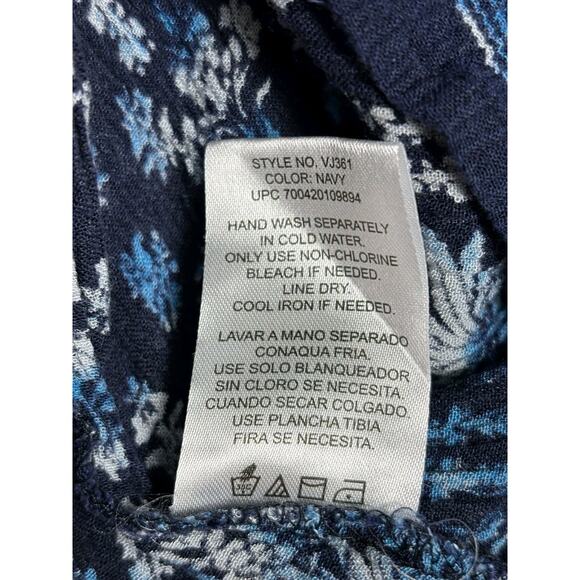 STYLE NO. VJ361
COLOR: NAVY
UPC 700420109894
HAND WASH SEPARATELY
IN COLD WATER.
ONLY USE NON-CHLORINE
BLEACH IF NEEDED.
LINE DRY.
COOL IRON IF NEEDED.
LAVAR A MANO SEPARADO
CONAQUA FRIA.
USE SOLO BLANQUEADOR
SIN CLORO SE NECESITA.
CUANDO SECAR COLGADO.
USE PLANCHA TIBIA
FIRA SE NECESITA.
30C